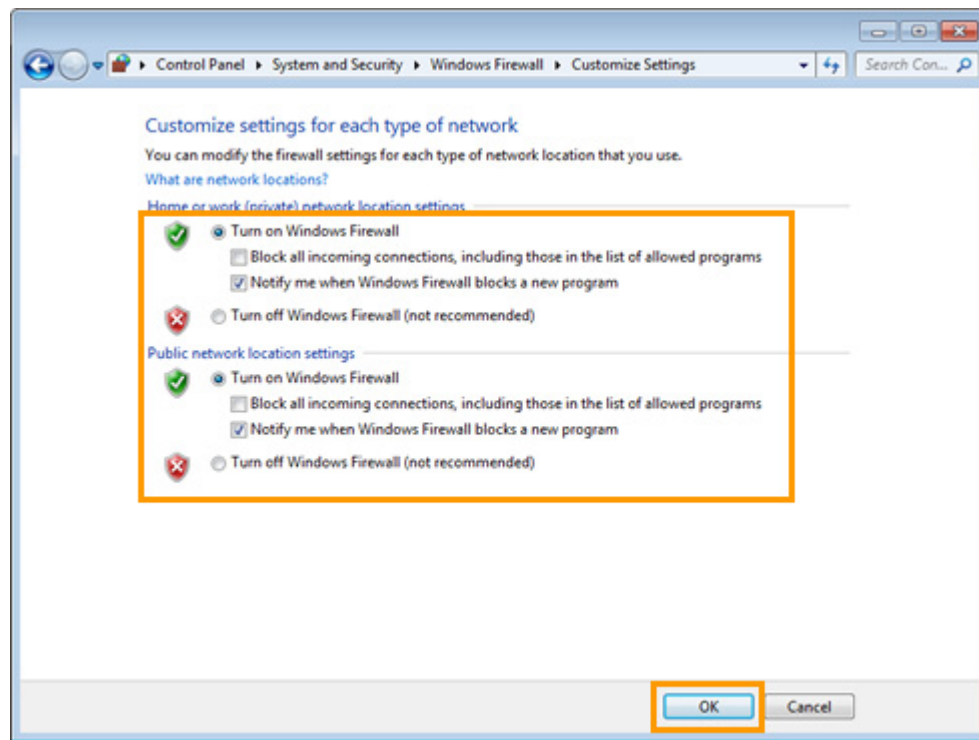 Control Panel ▸ System and Security ▸ Windows Firewall ▸ Customize Settings
Search Con...
Customize settings for each type of network
You can modify the firewall settings for each type of network location that you use.
What are network locations?
Home or work (private) network location settings
Turn on Windows Firewall
Block all incoming connections, including those in the list of allowed programs
Notify me when Windows Firewall blocks a new program
Turn off Windows Firewall (not recommended)
Public network location settings
Turn on Windows Firewall
Block all incoming connections, including those in the list of allowed programs
Notify me when Windows Firewall blocks a new program
Turn off Windows Firewall (not recommended)
OK
Cancel